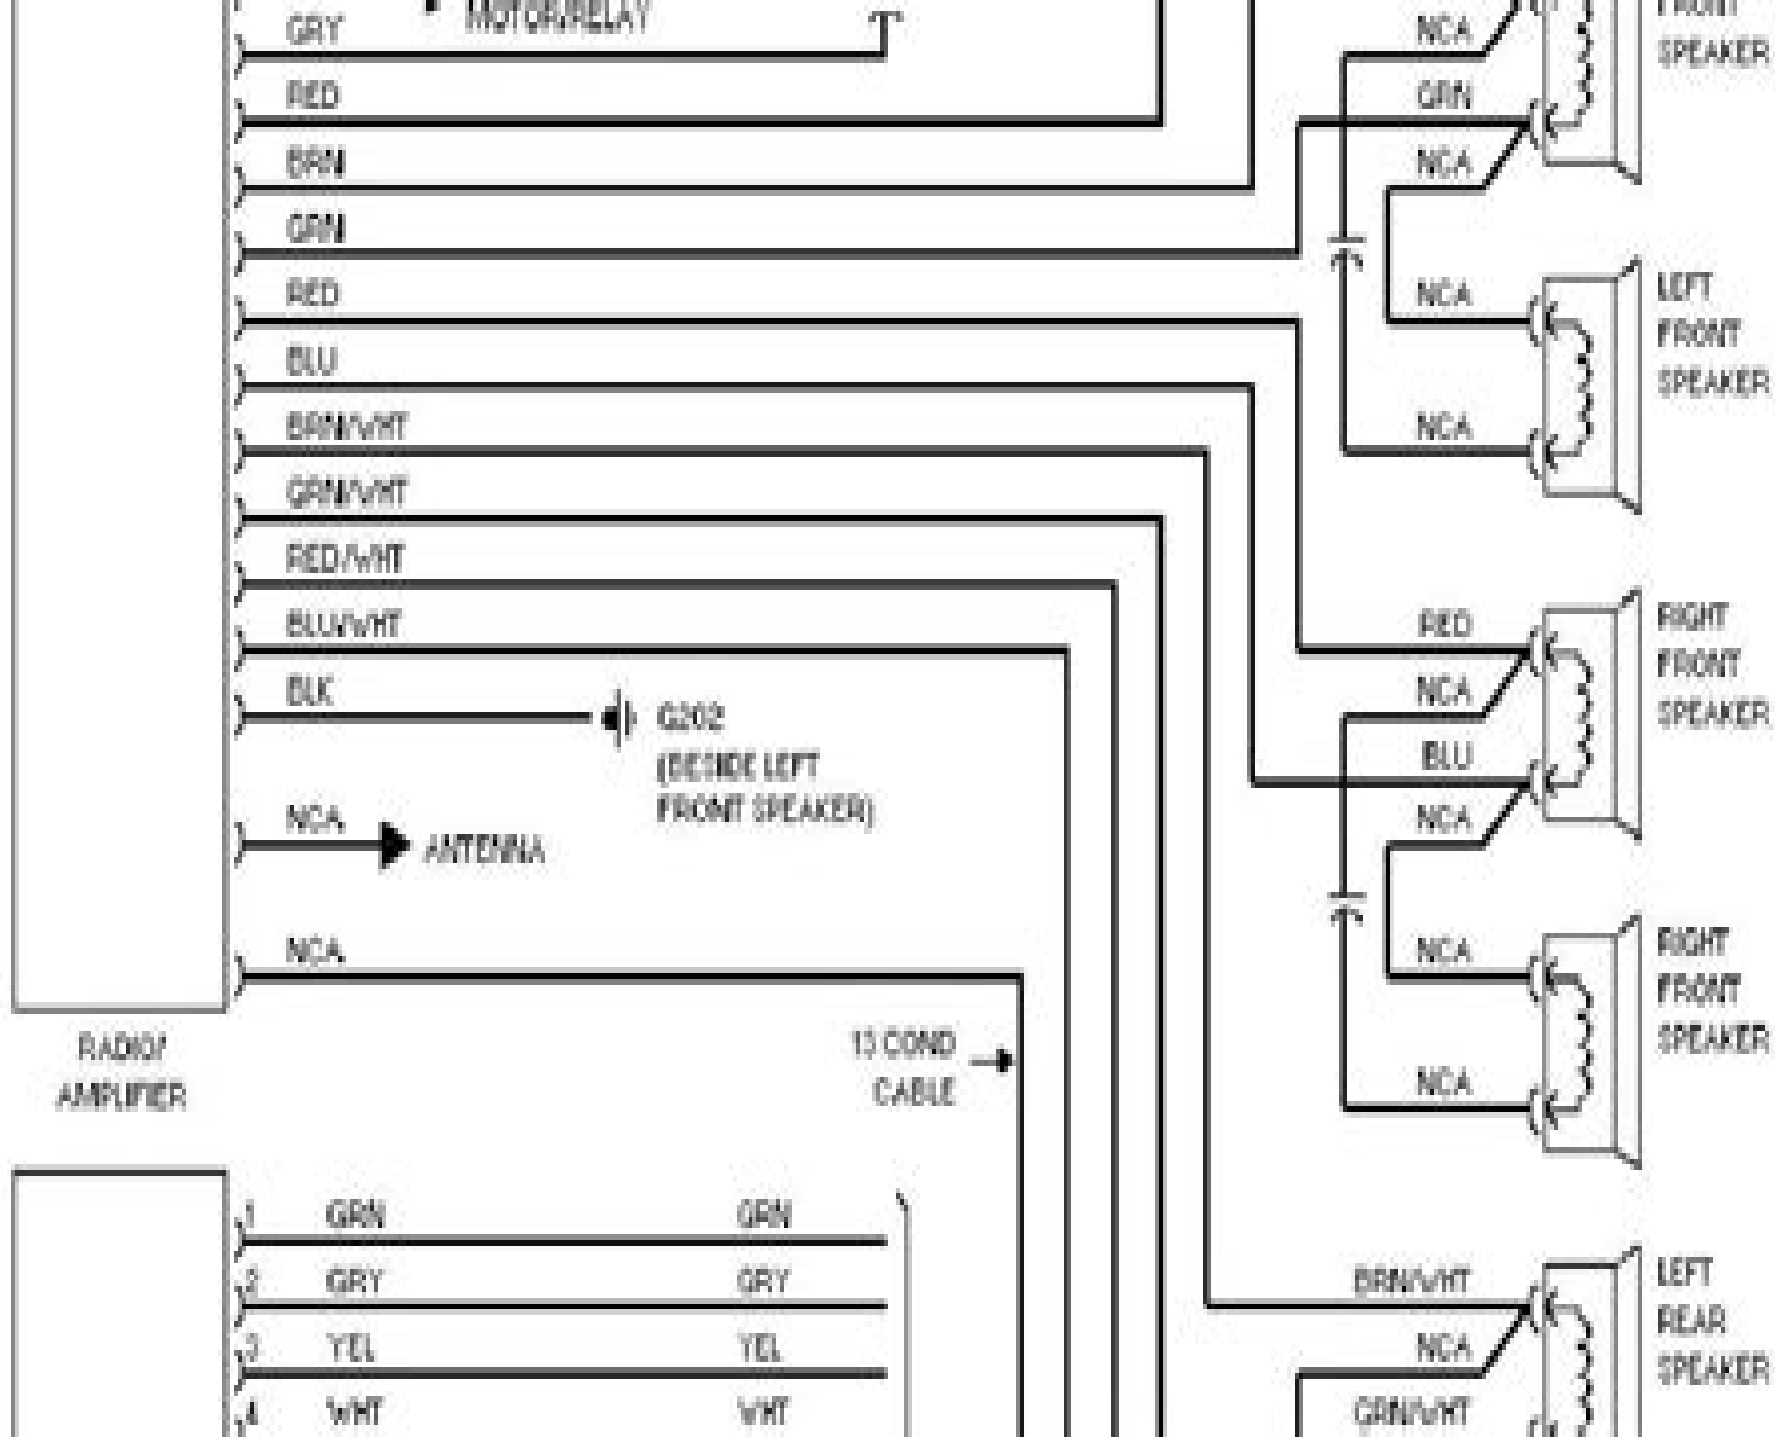 GRY
MOTOR/RELAY
RED
BRN
GRN
RED
BLU
BRN/WHT
GRN/WHT
RED/WHT
BLU/WHT
BLK
G202
(BESIDE LEFT
FRONT SPEAKER)
NCA
ANTENNA
NCA
RADIO/
AMPLIFIER
13 COND
CABLE
1 GRN GRN
2 GRY GRY
3 YEL YEL
4 WHT WHT
NCA
GRN
NCA
FRONT
SPEAKER
NCA
NCA
LEFT
FRONT
SPEAKER
RED
NCA
BLU
NCA
RIGHT
FRONT
SPEAKER
NCA
NCA
RIGHT
FRONT
SPEAKER
BRN/WHT
NCA
GRN/WHT
LEFT
REAR
SPEAKER